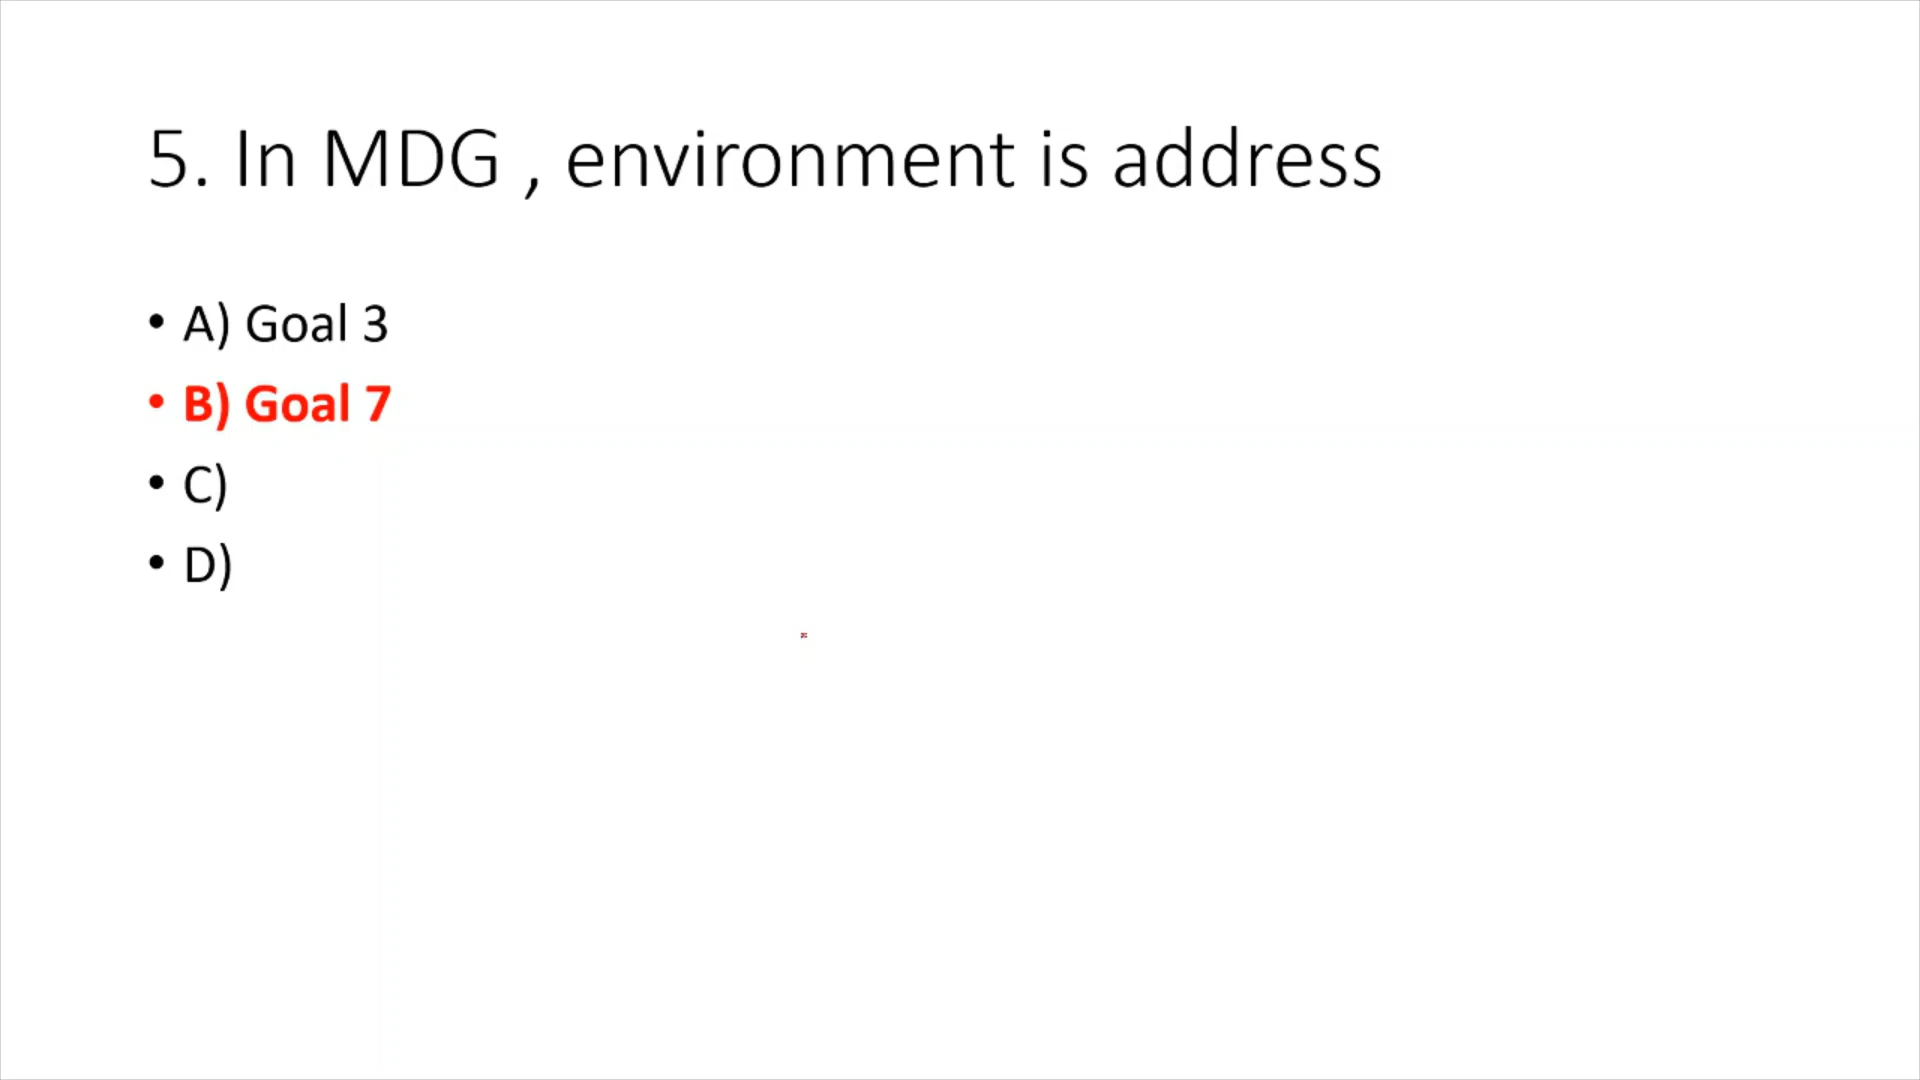 5. In MDG , environment is address
• A) Goal 3
• B) Goal 7
• C)
• D)